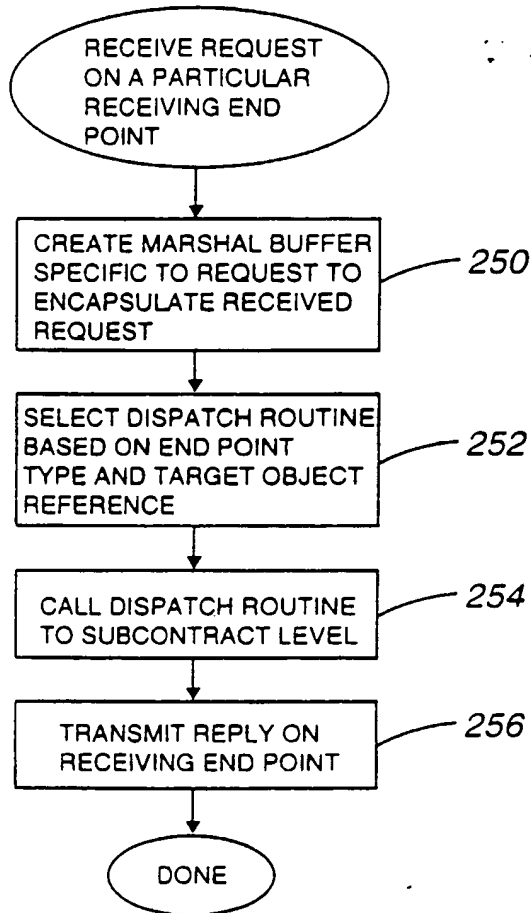 RECEIVE REQUEST
ON A PARTICULAR
RECEIVING END
POINT
CREATE MARSHAL BUFFER
SPECIFIC TO REQUEST TO
ENCAPSULATE RECEIVED
REQUEST
250
SELECT DISPATCH ROUTINE
BASED ON END POINT
TYPE AND TARGET OBJECT
REFERENCE
252
CALL DISPATCH ROUTINE
TO SUBCONTRACT LEVEL
254
TRANSMIT REPLY ON
RECEIVING END POINT
256
DONE